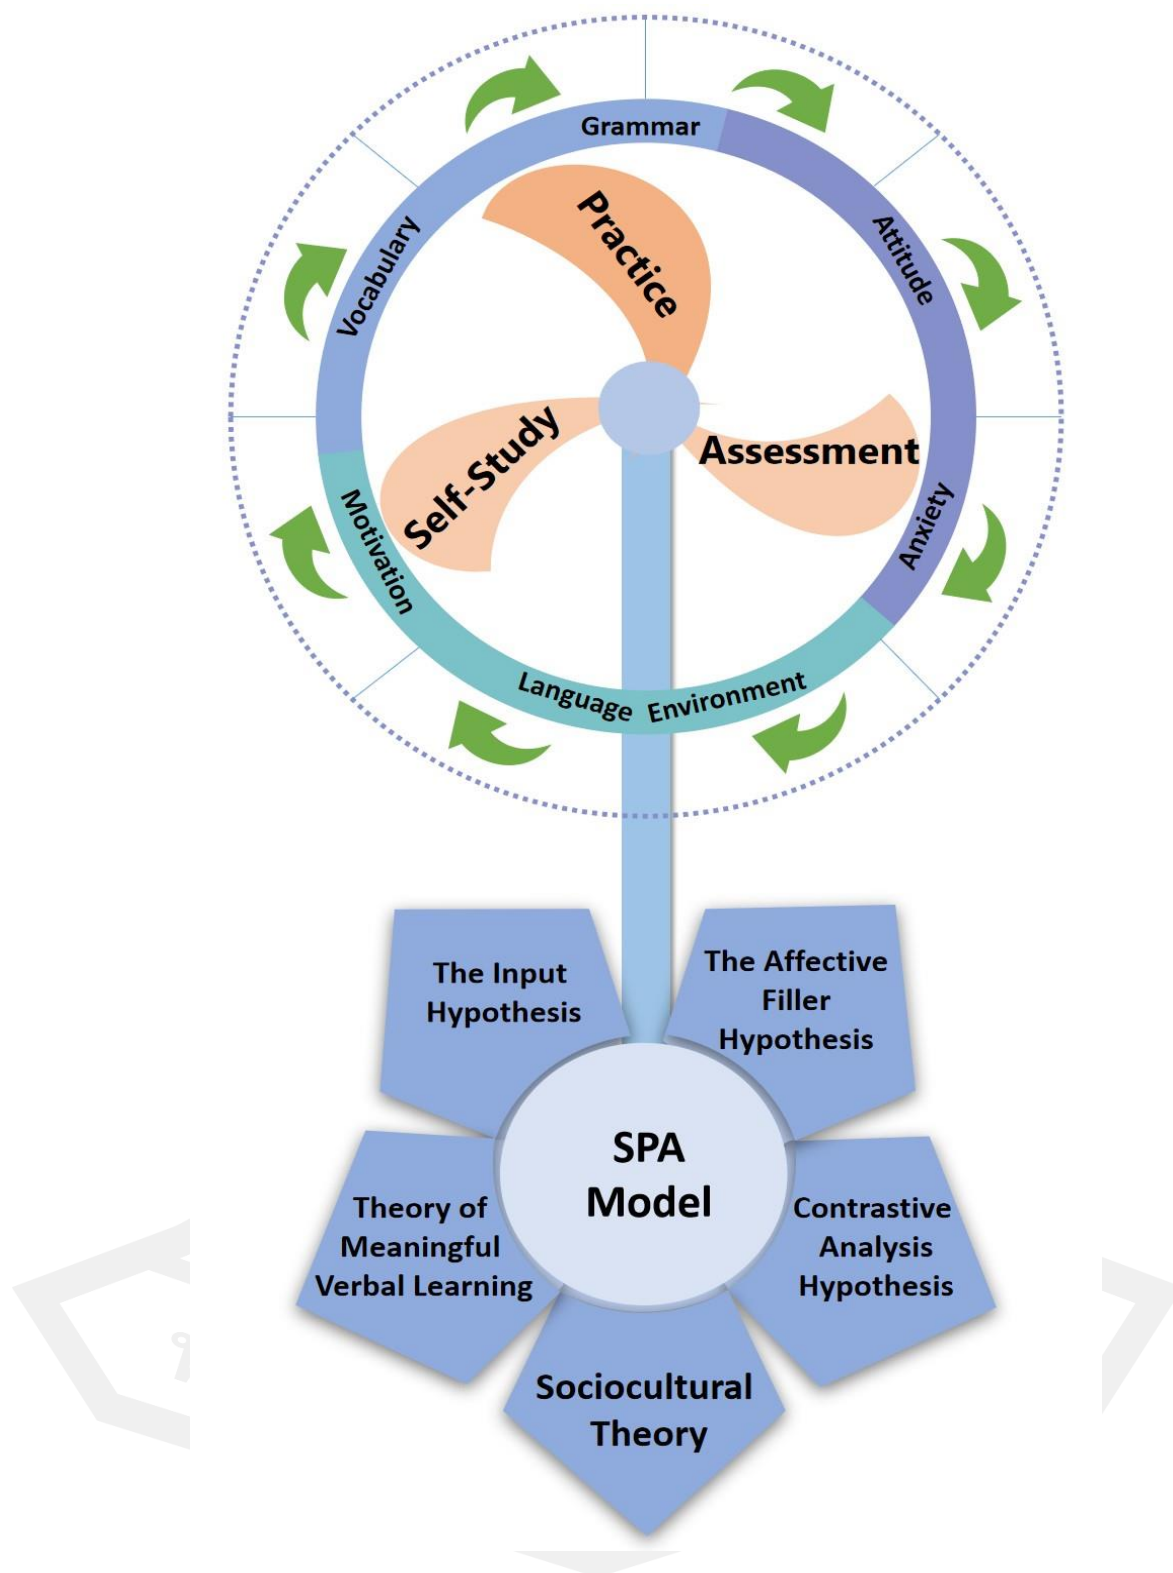 Grammar
Practice
Attitude
Vocabulary
Self-Study
Assessment
Motivation
Anxiety
Language Environment
The Input
Hypothesis
The Affective
Filler
Hypothesis
SPA
Model
Theory of
Meaningful
Verbal Learning
Contrastive
Analysis
Hypothesis
Sociocultural
Theory